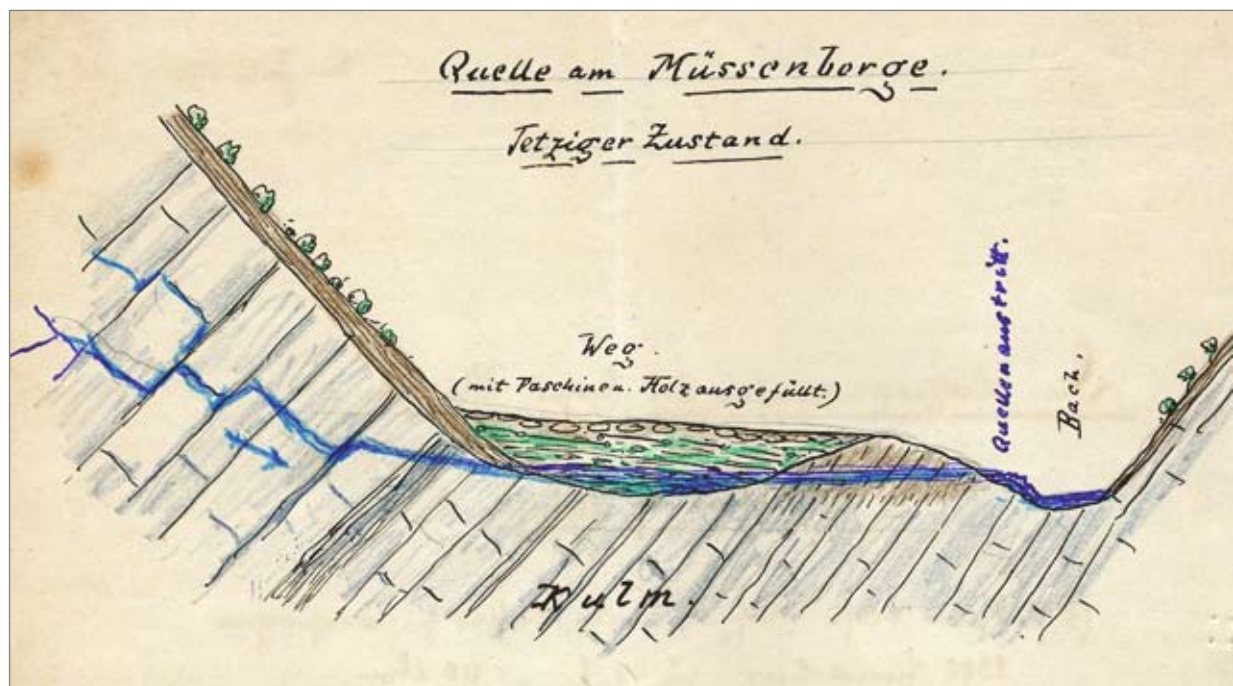 Quelle am Müssenberge.
Jetziger Zustand.
Weg.
(mit Faschinen. Holz ausgefüllt.)
Quellenaustritt.
Bach.
Kulm.